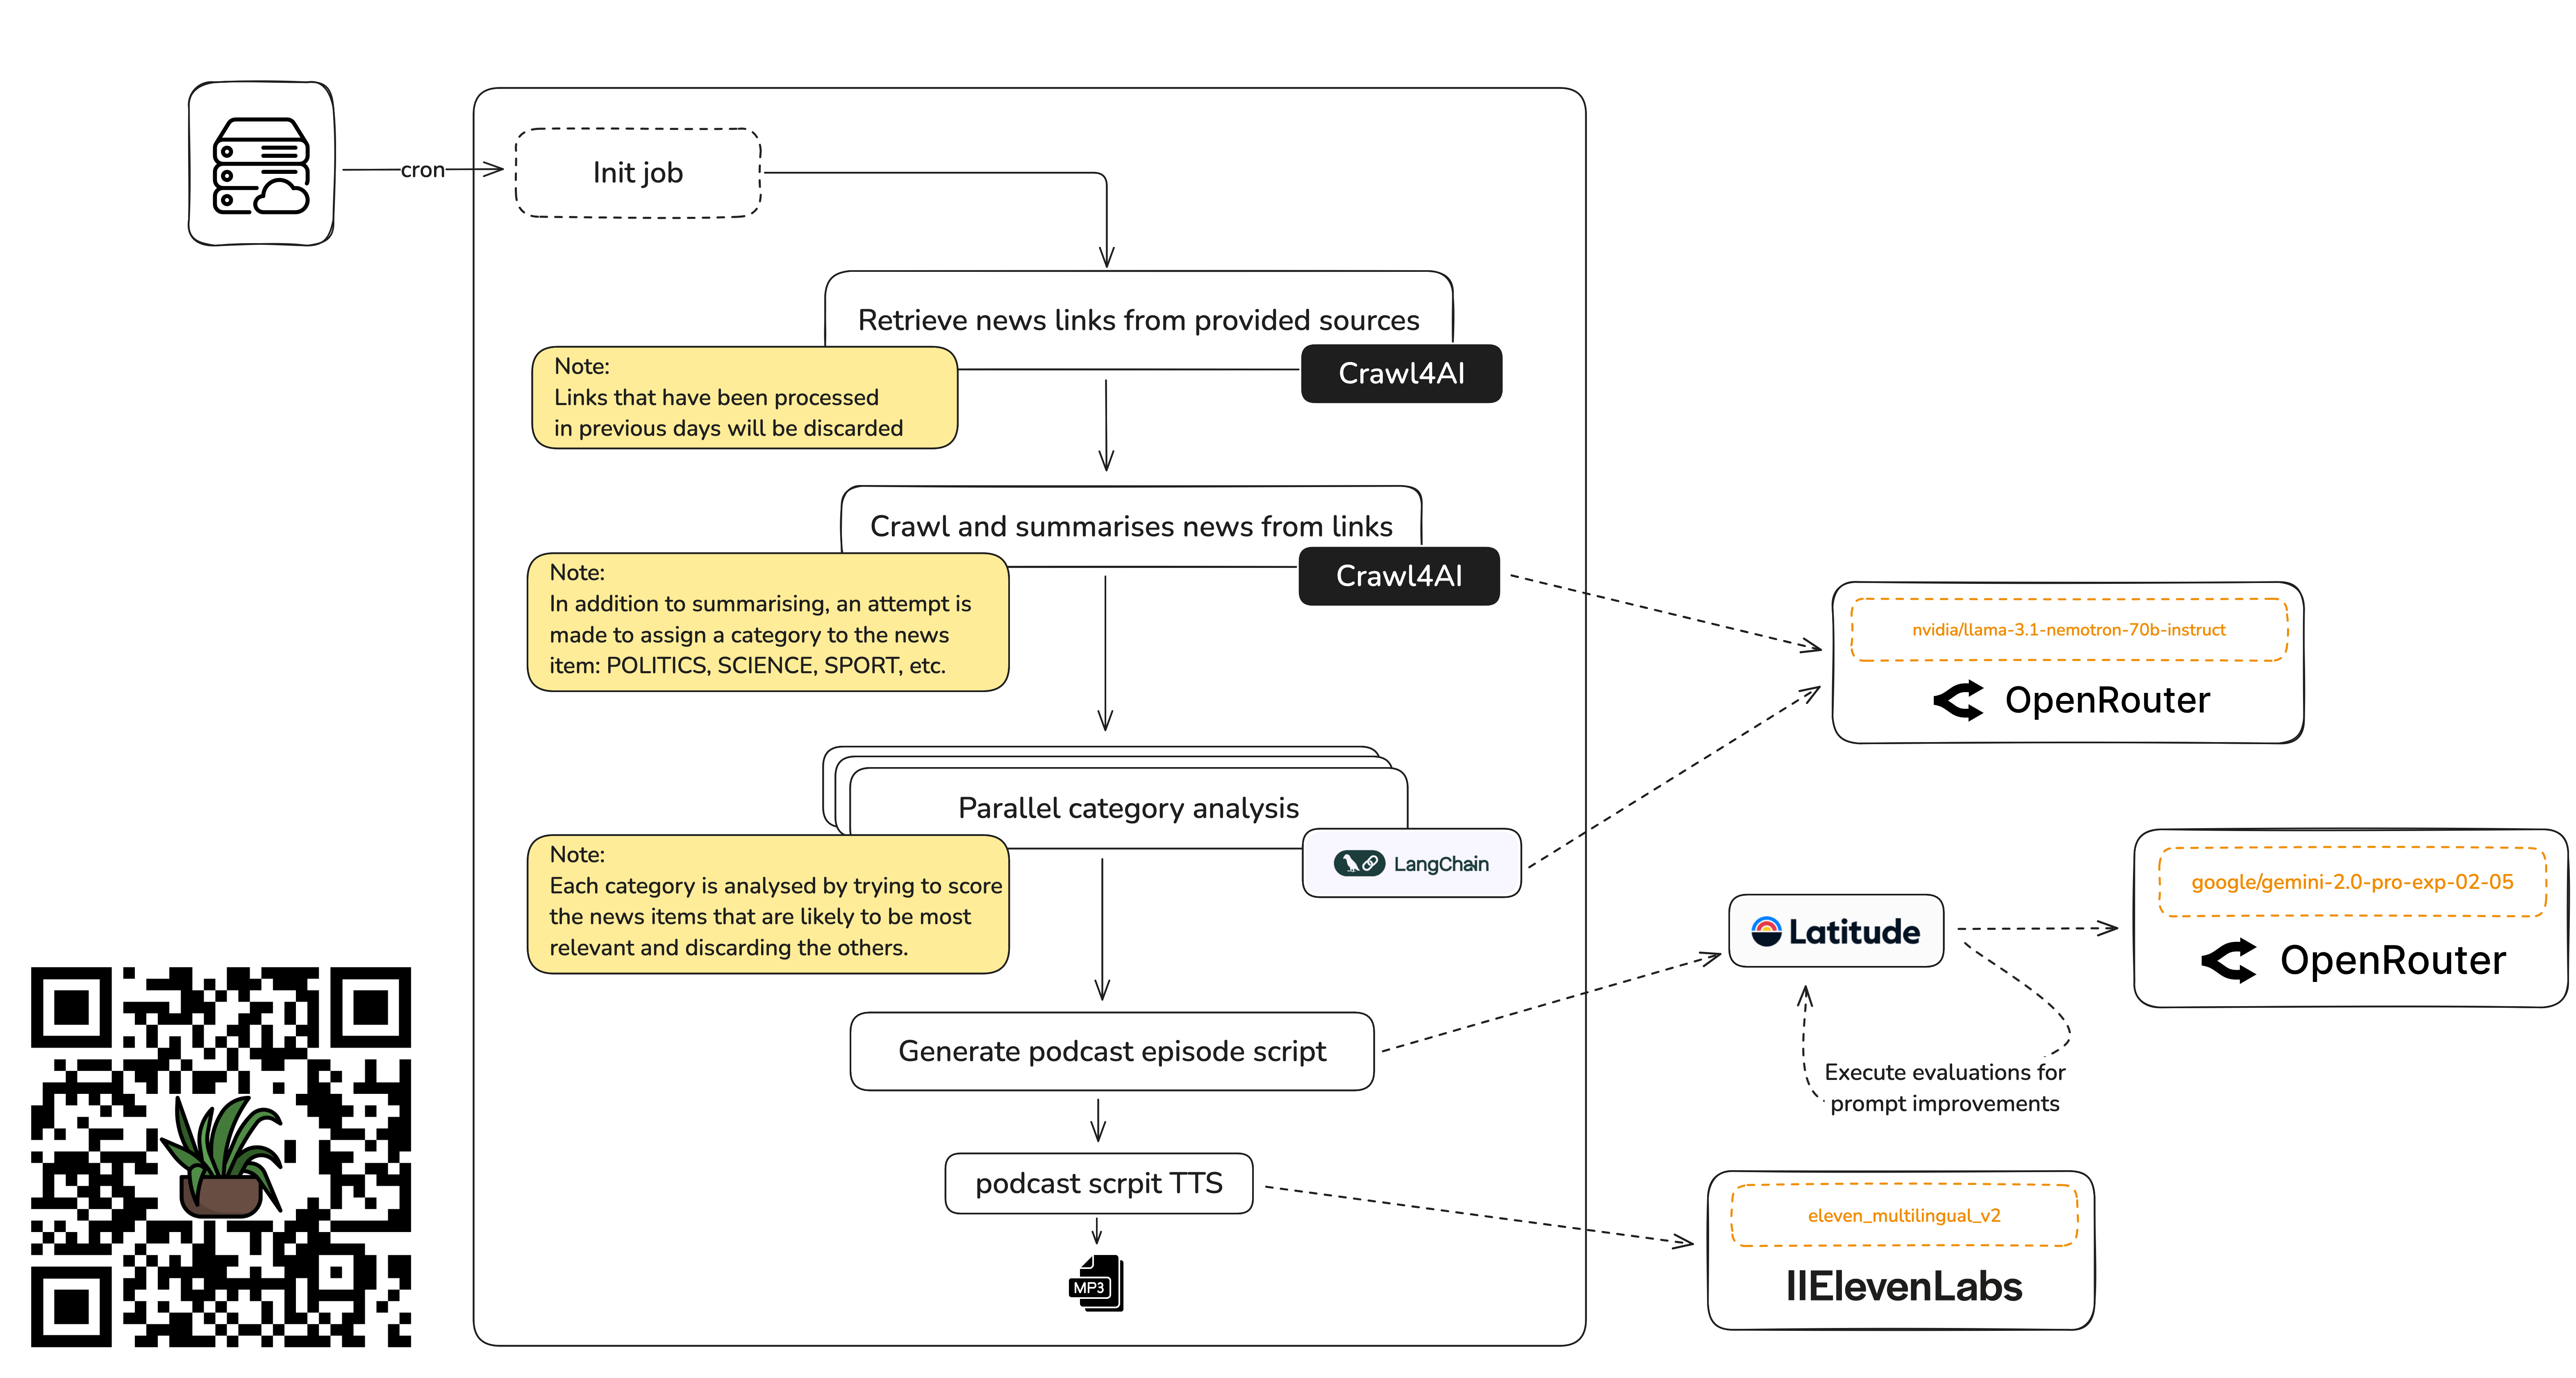 cron
Init job
Retrieve news links from provided sources
Crawl4AI
Note:
Links that have been processed
in previous days will be discarded
Crawl and summarises news from links
Crawl4AI
Note:
In addition to summarising, an attempt is
made to assign a category to the news
item: POLITICS, SCIENCE, SPORT, etc.
nvidia/llama-3.1-nemotron-70b-instruct
OpenRouter
Parallel category analysis
LangChain
Note:
Each category is analysed by trying to score
the news items that are likely to be most
relevant and discarding the others.
google/gemini-2.0-pro-exp-02-05
OpenRouter
Latitude
Generate podcast episode script
Execute evaluations for
prompt improvements
podcast scrpit TTS
eleven_multilingual_v2
IIElevenLabs
MP3